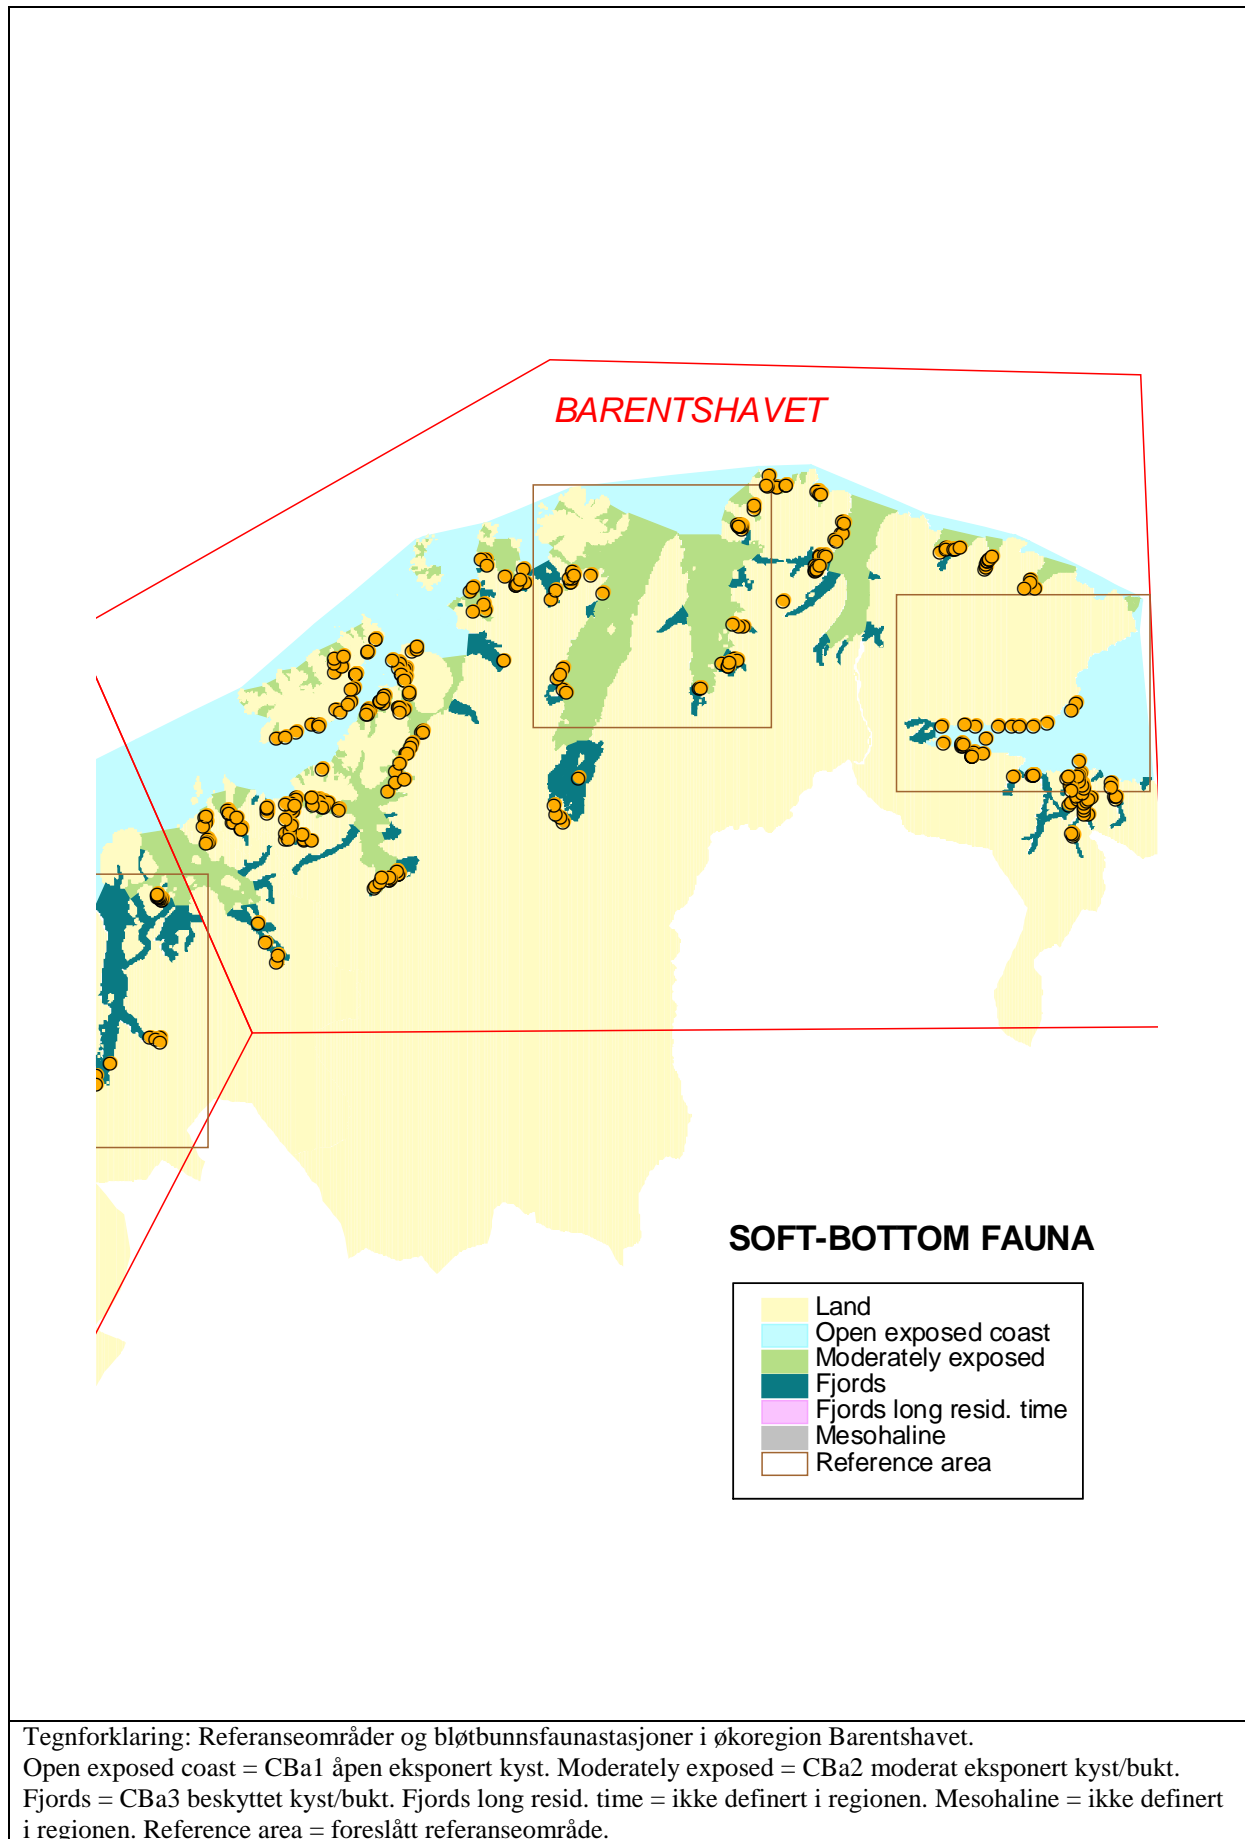 BARENTSHAVET
SOFT-BOTTOM FAUNA
Land
Open exposed coast
Moderately exposed
Fjords
Fjords long resid. time
Mesohaline
Reference area
Tegnforklaring: Referanseområder og bløtbunnsfaunastasjoner i økoregion Barentshavet.
Open exposed coast = CBa1 åpen eksponert kyst. Moderately exposed = CBa2 moderat eksponert kyst/bukt.
Fjords = CBa3 beskyttet kyst/bukt. Fjords long resid. time = ikke definert i regionen. Mesohaline = ikke definert
i regionen. Reference area = foreslått referanseområde.